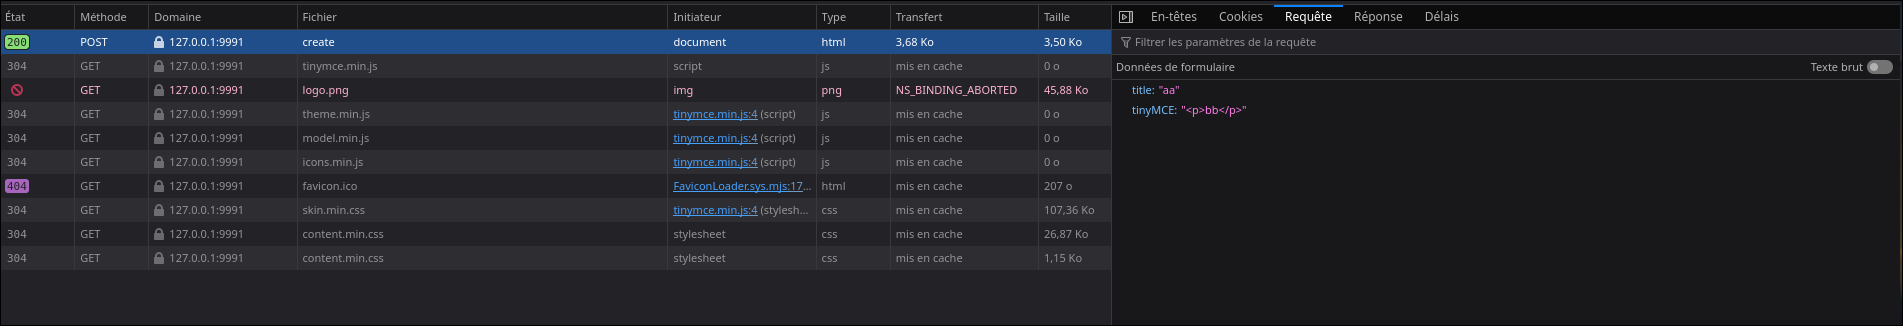 État Méthode Domaine Fichier Initiateur Type Transfert Taille
200 POST 127.0.0.1:9991 create document html 3,68 Ko 3,50 Ko
304 GET 127.0.0.1:9991 tinymce.min.js script js mis en cache 0 o
GET 127.0.0.1:9991 logo.png img png NS_BINDING_ABORTED 45,88 Ko
304 GET 127.0.0.1:9991 theme.min.js tinymce.min.js:4 (script) js mis en cache 0 o
304 GET 127.0.0.1:9991 model.min.js tinymce.min.js:4 (script) js mis en cache 0 o
304 GET 127.0.0.1:9991 icons.min.js tinymce.min.js:4 (script) js mis en cache 0 o
404 GET 127.0.0.1:9991 favicon.ico FaviconLoader.sys.mjs:17… html mis en cache 207 o
304 GET 127.0.0.1:9991 skin.min.css tinymce.min.js:4 (stylesh… css mis en cache 107,36 Ko
304 GET 127.0.0.1:9991 content.min.css stylesheet css mis en cache 26,87 Ko
304 GET 127.0.0.1:9991 content.min.css stylesheet css mis en cache 1,15 Ko
En-têtes Cookies Requête Réponse Délais
Filtrer les paramètres de la requête
Données de formulaire Texte brut
title: "aa"
tinyMCE: "<p>bb</p>"